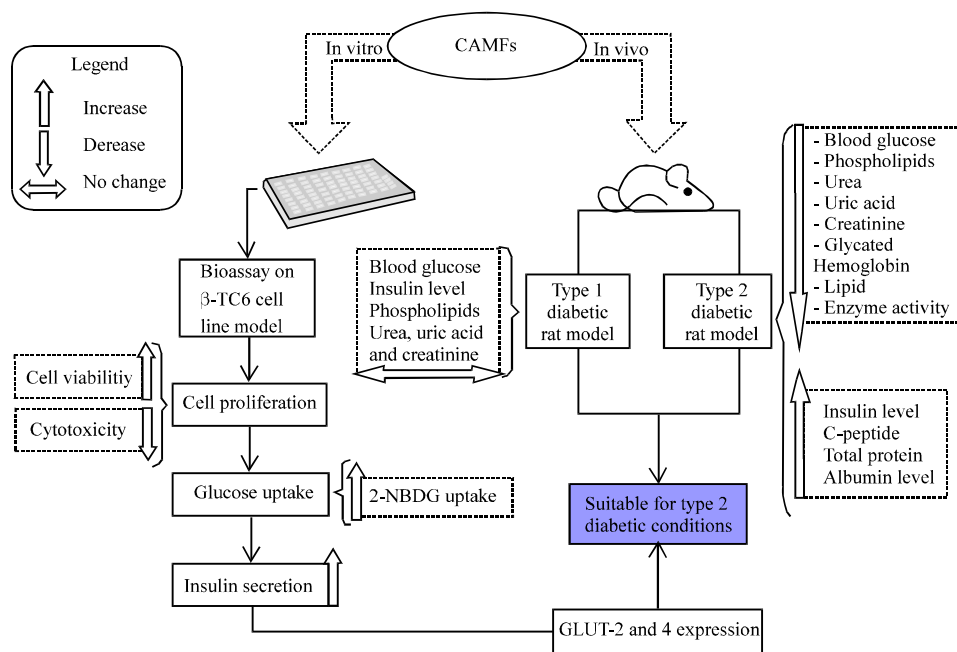 Legend
Increase
Derease
No change
CAMFs
In vitro
In vivo
Bioassay on
β-TC6 cell
line model
Cell viabilitiy
Cytotoxicity
Cell proliferation
Glucose uptake
2-NBDG uptake
Insulin secretion
Blood glucose
Insulin level
Phospholipids
Urea, uric acid
and creatinine
Type 1
diabetic
rat model
Type 2
diabetic
rat model
- Blood glucose
- Phospholipids
- Urea
- Uric acid
- Creatinine
- Glycated
Hemoglobin
- Lipid
- Enzyme activity
Insulin level
C-peptide
Total protein
Albumin level
Suitable for type 2
diabetic conditions
GLUT-2 and 4 expression